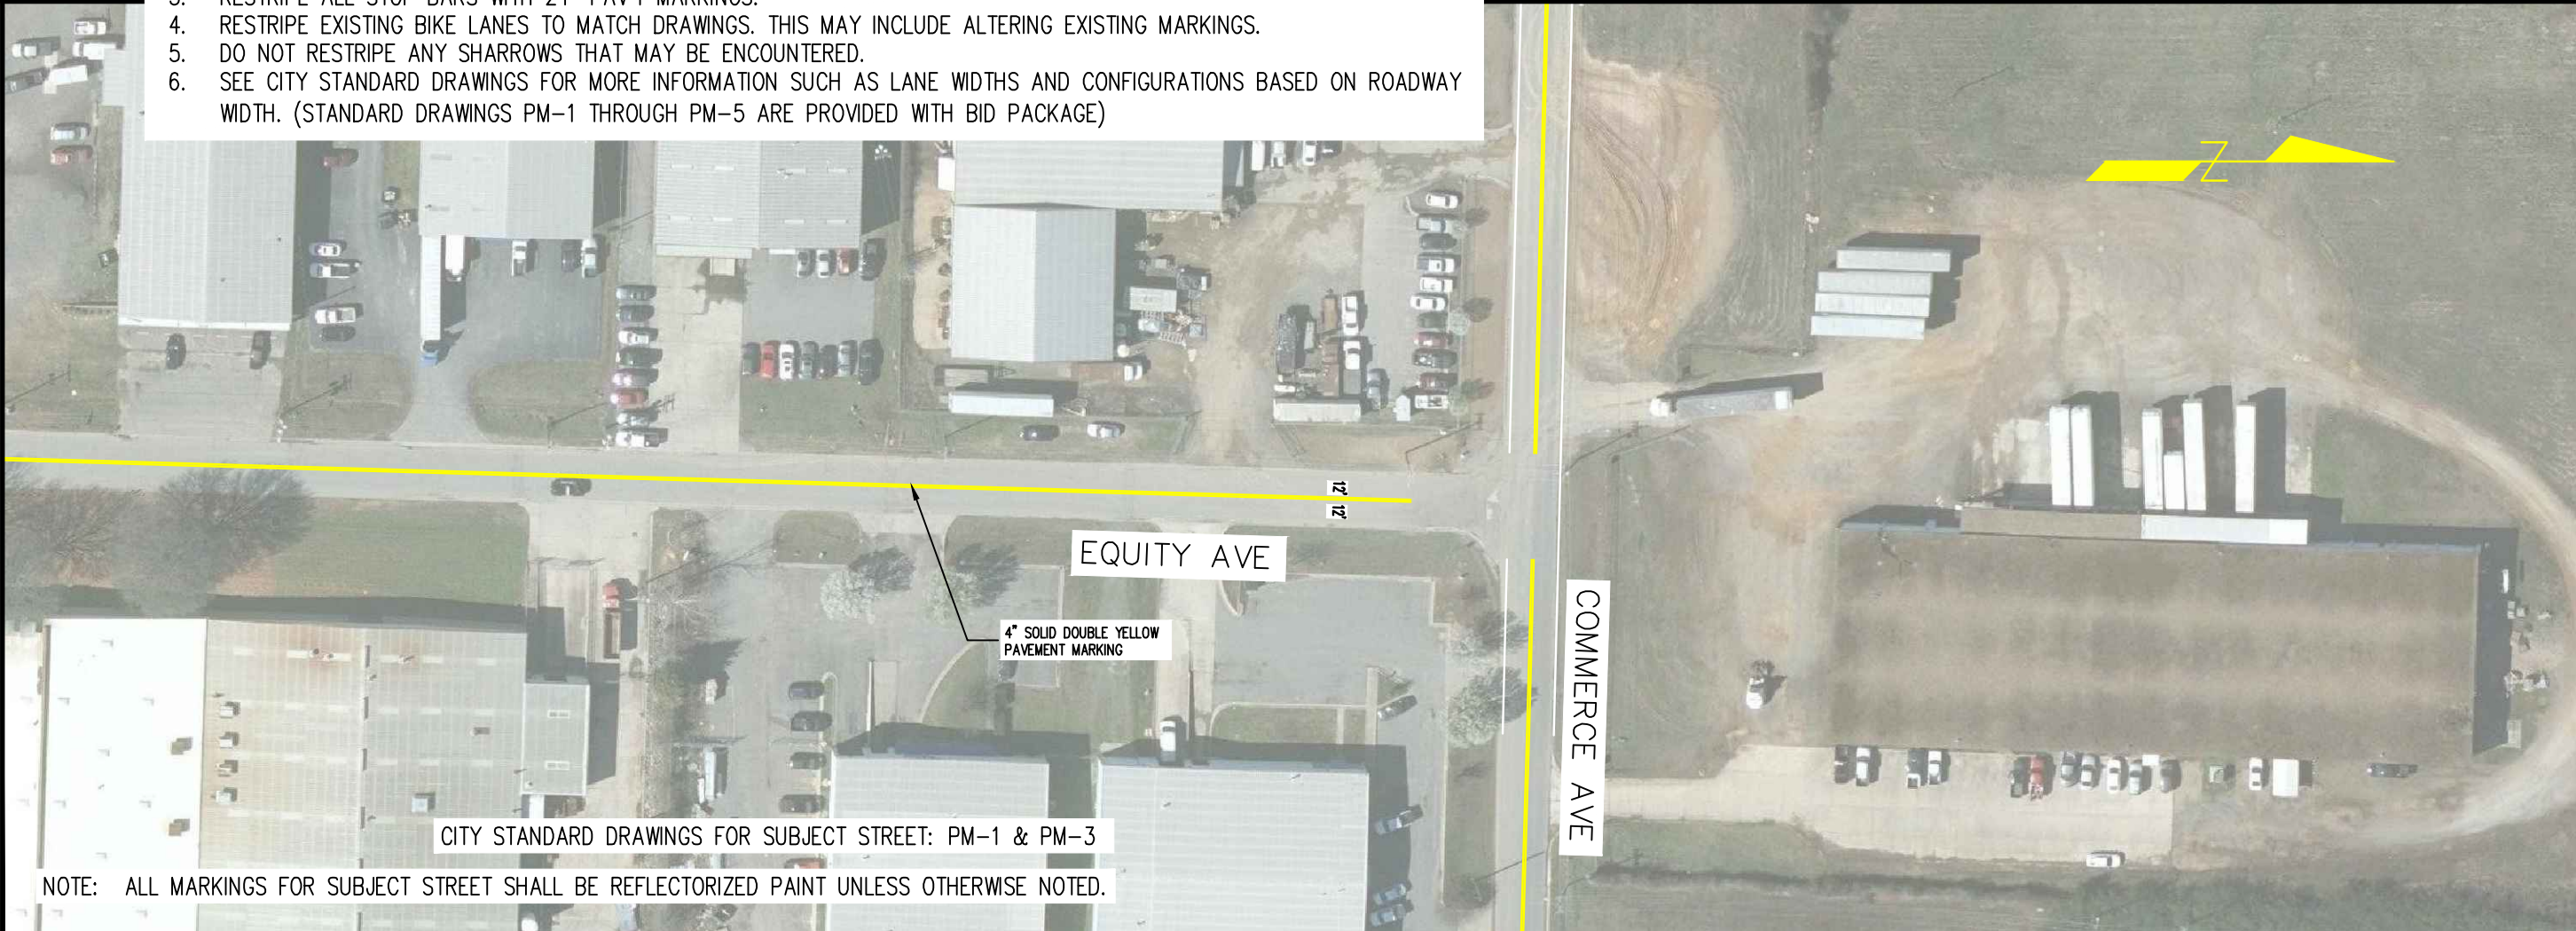 4. RESTRIPE EXISTING BIKE LANES TO MATCH DRAWINGS. THIS MAY INCLUDE ALTERING EXISTING MARKINGS.
5. DO NOT RESTRIPE ANY SHARROWS THAT MAY BE ENCOUNTERED.
6. SEE CITY STANDARD DRAWINGS FOR MORE INFORMATION SUCH AS LANE WIDTHS AND CONFIGURATIONS BASED ON ROADWAY
WIDTH. (STANDARD DRAWINGS PM-1 THROUGH PM-5 ARE PROVIDED WITH BID PACKAGE)
Z
12'
12'
EQUITY AVE
4" SOLID DOUBLE YELLOW
PAVEMENT MARKING
COMMERCE AVE
CITY STANDARD DRAWINGS FOR SUBJECT STREET: PM-1 & PM-3
NOTE: ALL MARKINGS FOR SUBJECT STREET SHALL BE REFLECTORIZED PAINT UNLESS OTHERWISE NOTED.